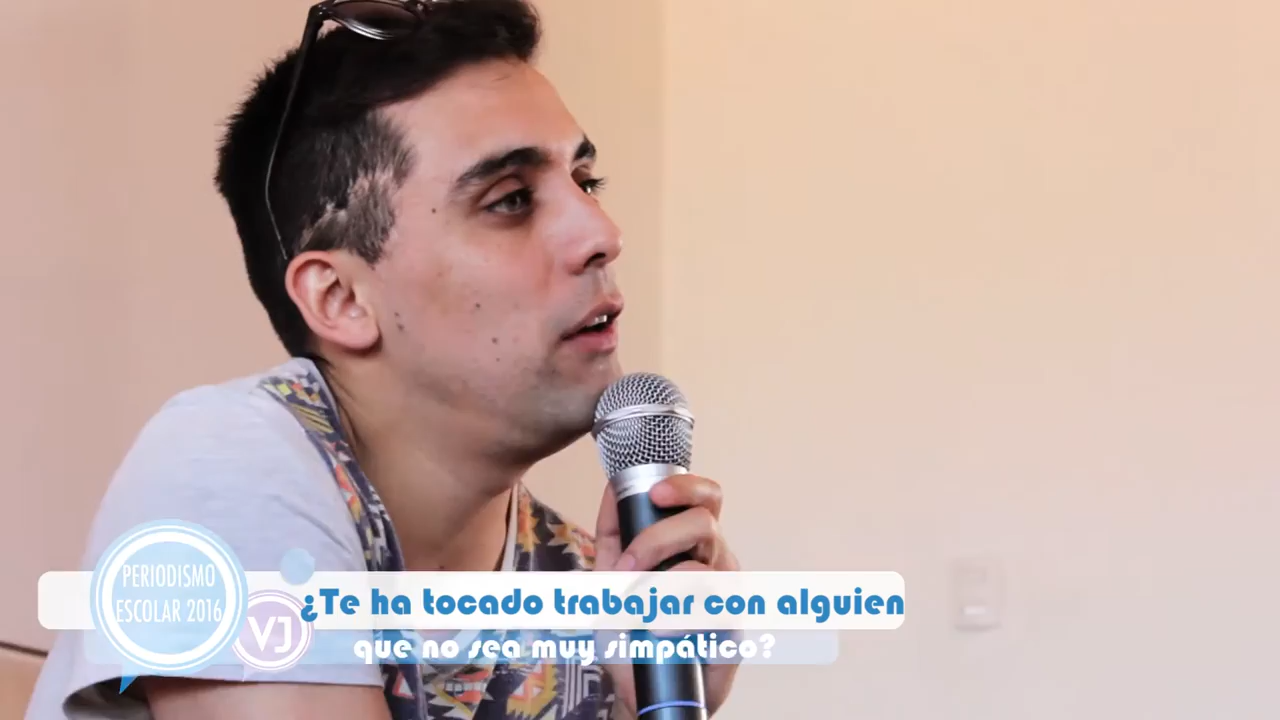 PERIODISMO
ESCOLAR 2016
VJ
¿Te ha tocado trabajar con alguien
que no sea muy simpático?